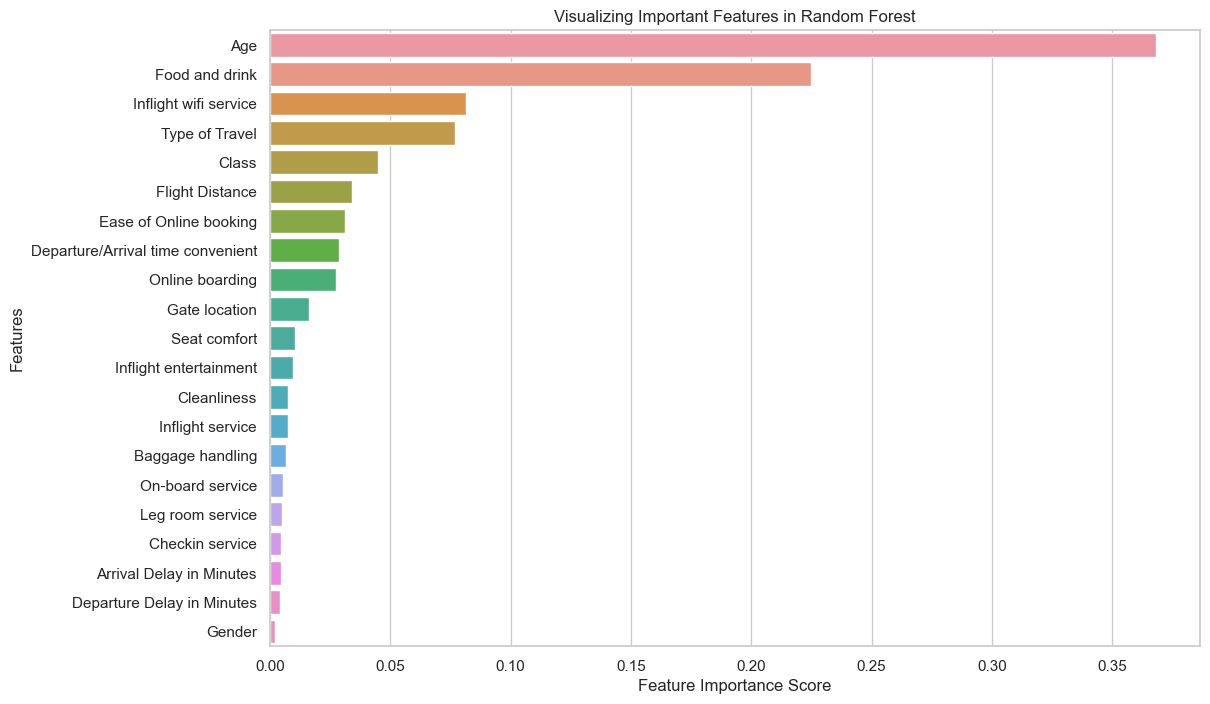 Visualizing Important Features in Random Forest
Features
Age
Food and drink
Inflight wifi service
Type of Travel
Class
Flight Distance
Ease of Online booking
Departure/Arrival time convenient
Online boarding
Gate location
Seat comfort
Inflight entertainment
Cleanliness
Inflight service
Baggage handling
On-board service
Leg room service
Checkin service
Arrival Delay in Minutes
Departure Delay in Minutes
Gender
0.00 0.05 0.10 0.15 0.20 0.25 0.30 0.35
Feature Importance Score